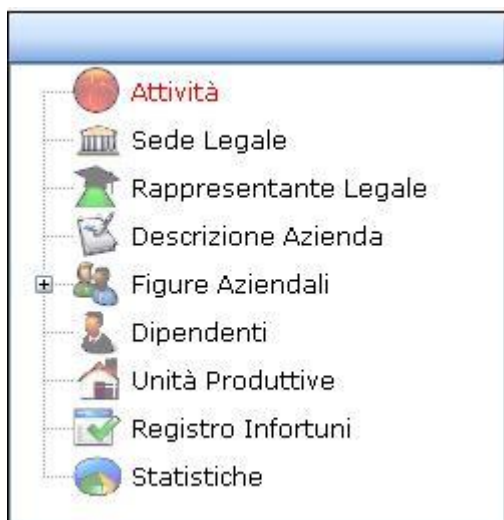 Attività
Sede Legale
Rappresentante Legale
Descrizione Azienda
Figure Aziendali
Dipendenti
Unità Produttive
Registro Infortuni
Statistiche